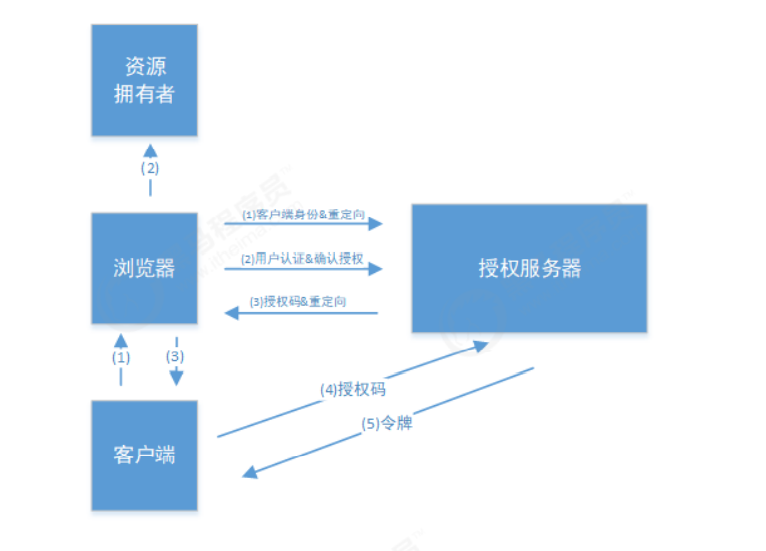 资源
拥有者
(2)
(1)客户端身份&重定向
浏览器
(2)用户认证&确认授权
授权服务器
(3)授权码&重定向
(1)
(3)
(4)授权码
(5)令牌
客户端